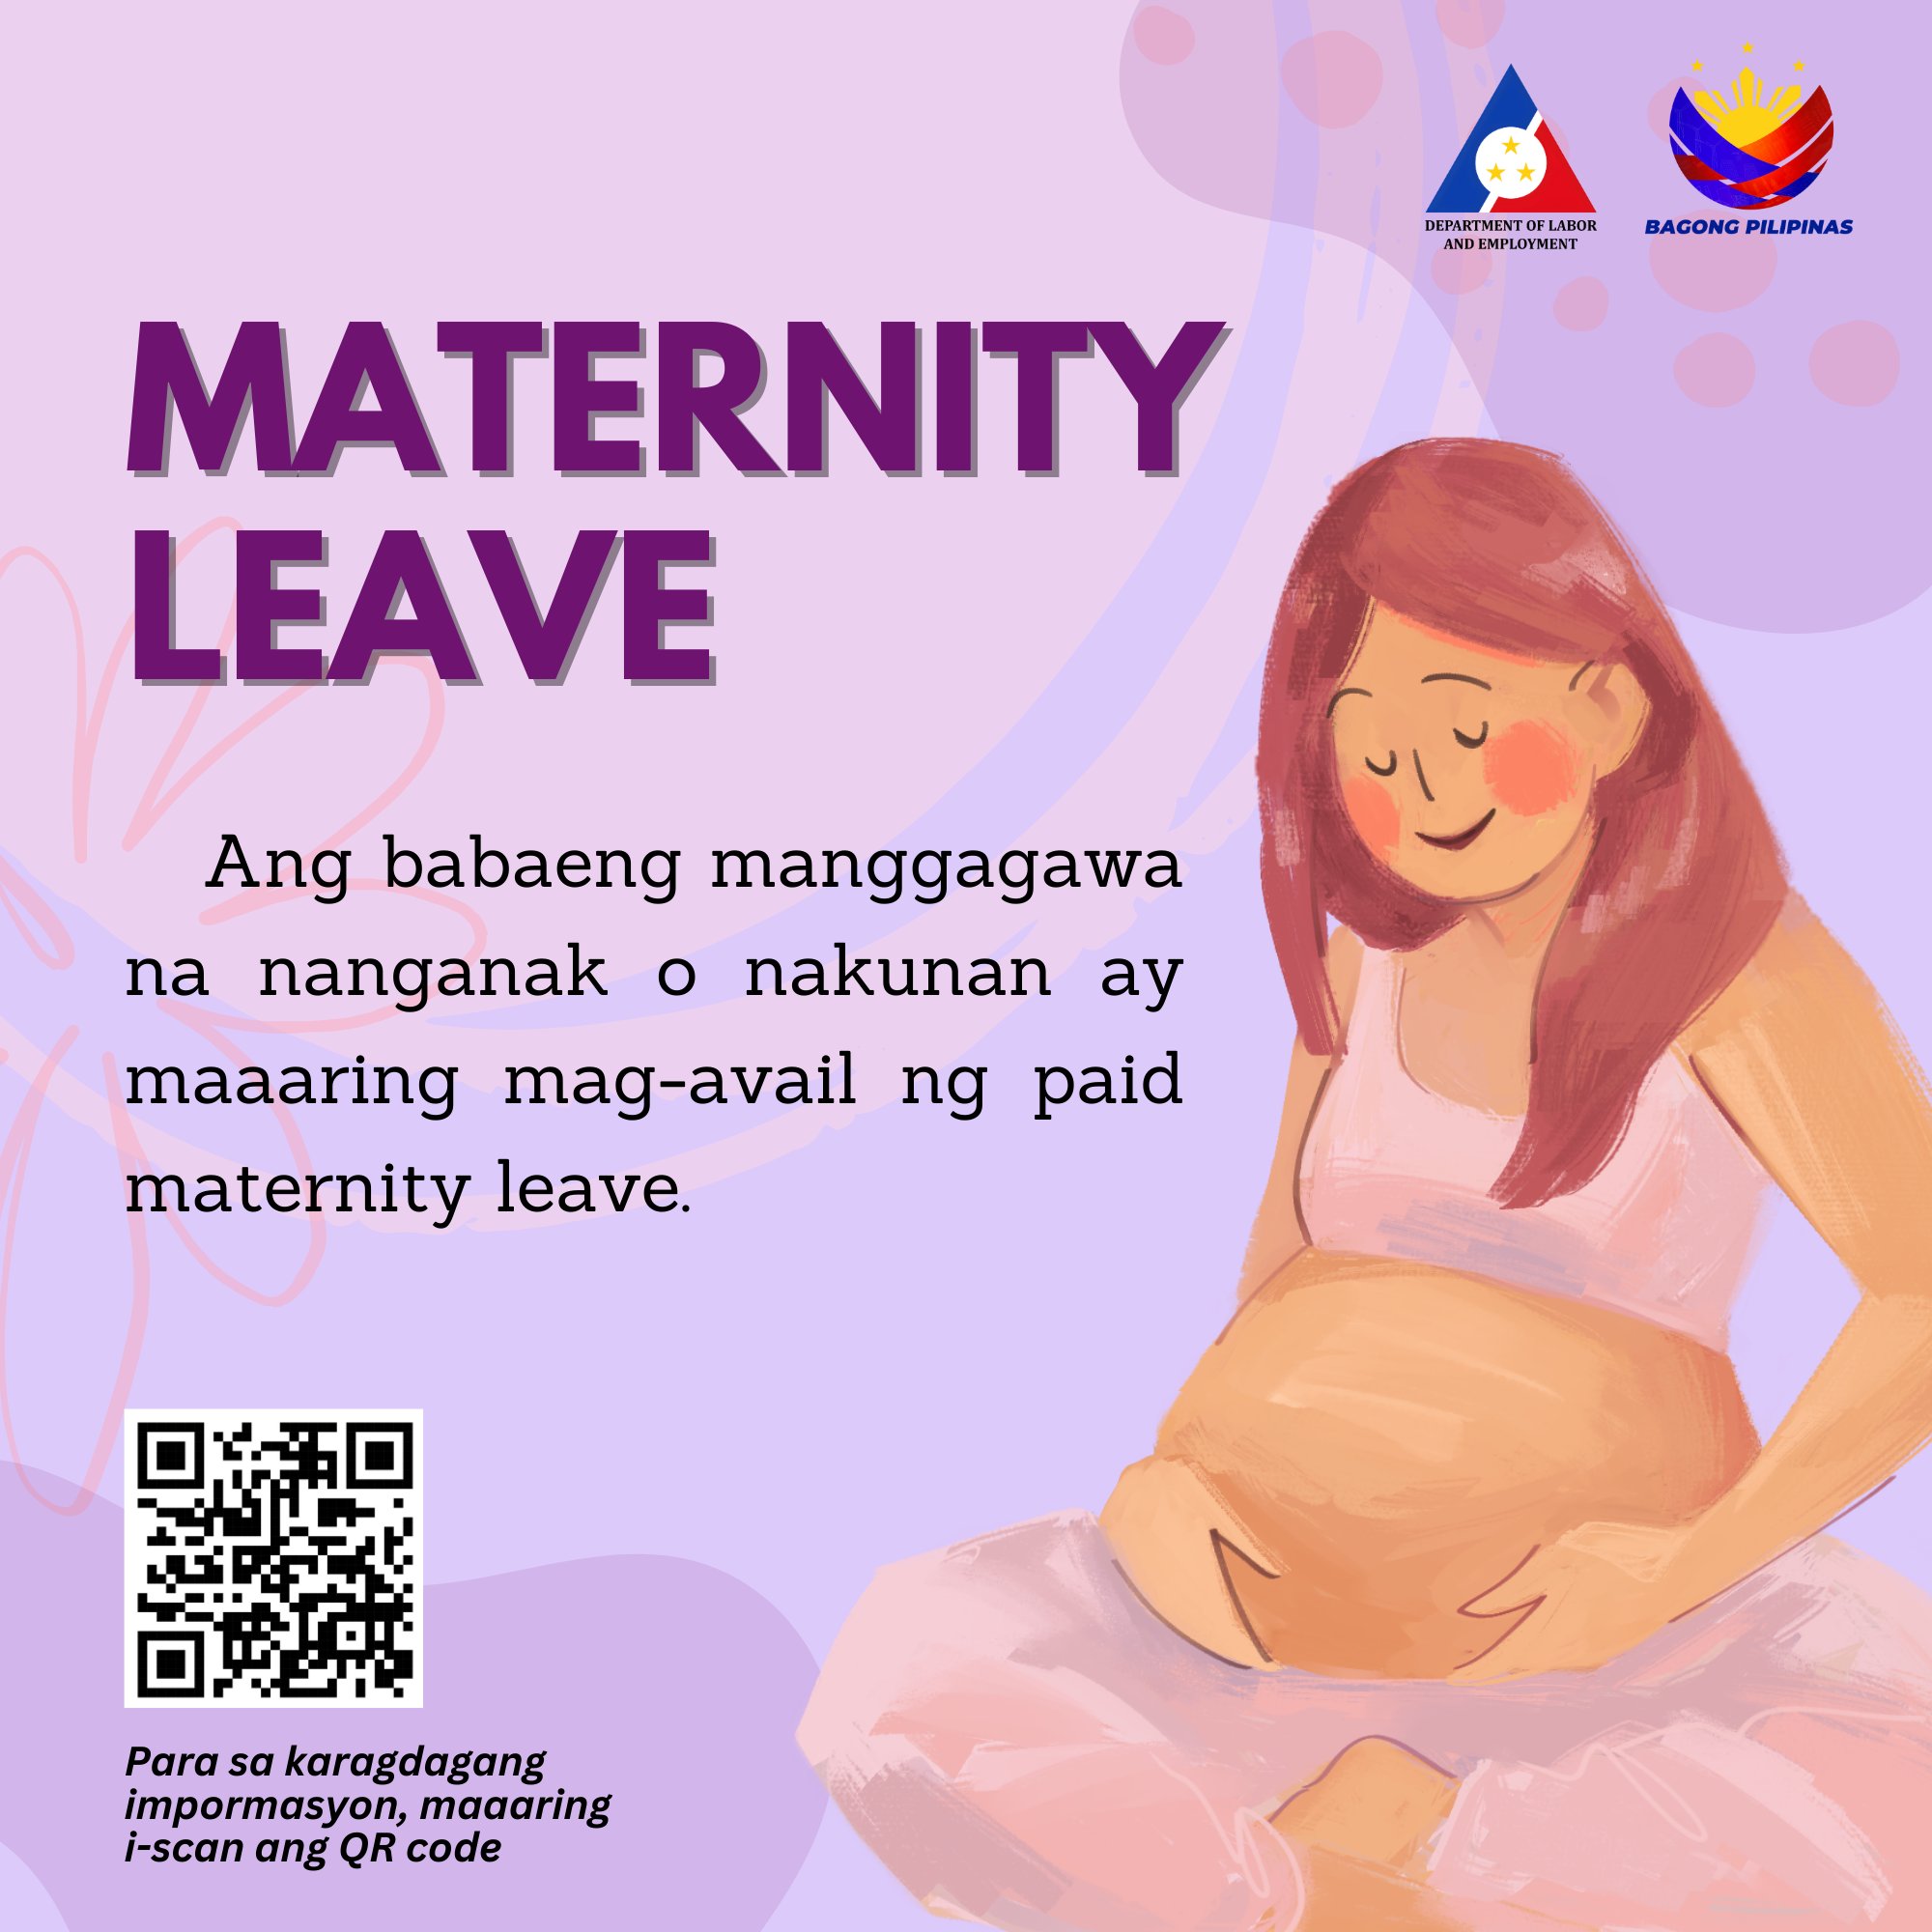 DEPARTMENT OF LABOR
AND EMPLOYMENT
BAGONG PILIPINAS
MATERNITY
LEAVE
Ang babaeng manggagawa
na nanganak o nakunan ay
maaaring mag-avail ng paid
maternity leave.
Para sa karagdagang
impormasyon, maaaring
i-scan ang QR code